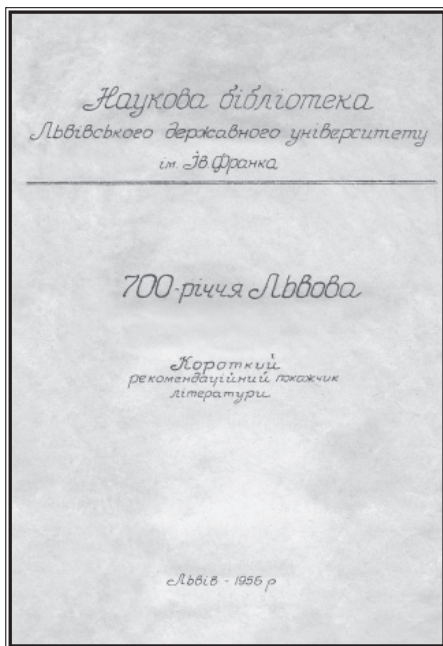 Наукова бібліотека
Львівського державного університету
ім. Ів. Франка
700-річчя Львова
Короткий
рекомендаційний покажчик
літератури
Львів - 1956 р